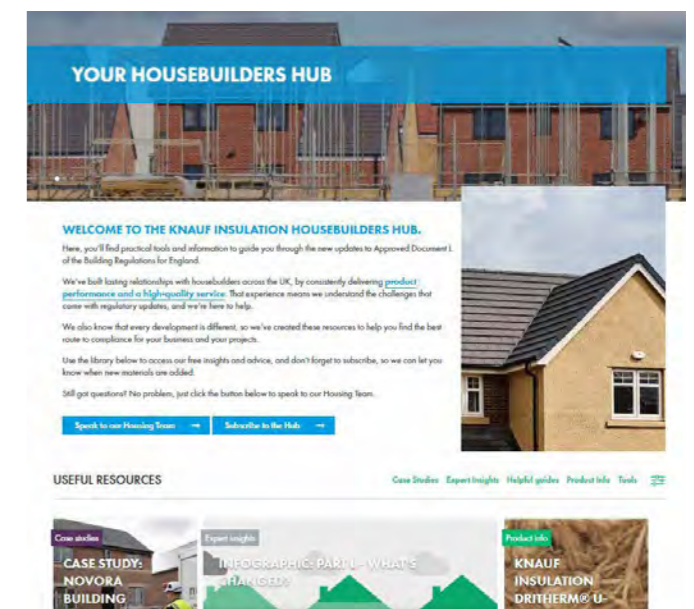 YOUR HOUSEBUILDERS HUB
WELCOME TO THE KNAUF INSULATION HOUSEBUILDERS HUB.
Here, you'll find practical tools and information to guide you through the new updates to Approved Document L
of the Building Regulations for England.
We've built lasting relationships with housebuilders across the UK, by consistently delivering product
performance and a high-quality service. That experience means we understand the challenges that
come with regulatory updates, and we're here to help.
We also know that every development is different, so we've created these resources to help you find the best
route to compliance for your business and your projects.
Use the library below to access our free insights and advice, and don't forget to subscribe, so we can let you
know when new materials are added.
Still got questions? No problem, just click the button below to speak to our Housing Team.
Speak to our Housing Team → Subscribe to the Hub →
USEFUL RESOURCES
Case Studies Expert Insights Helpful guides Product Info Tools
Case studies
CASE STUDY:
NOVORA
BUILDING
Expert insights
INFOGRAPHIC: PART L - WHAT'S
CHANGED?
Product info
KNAUF
INSULATION
DRITHERM® U-